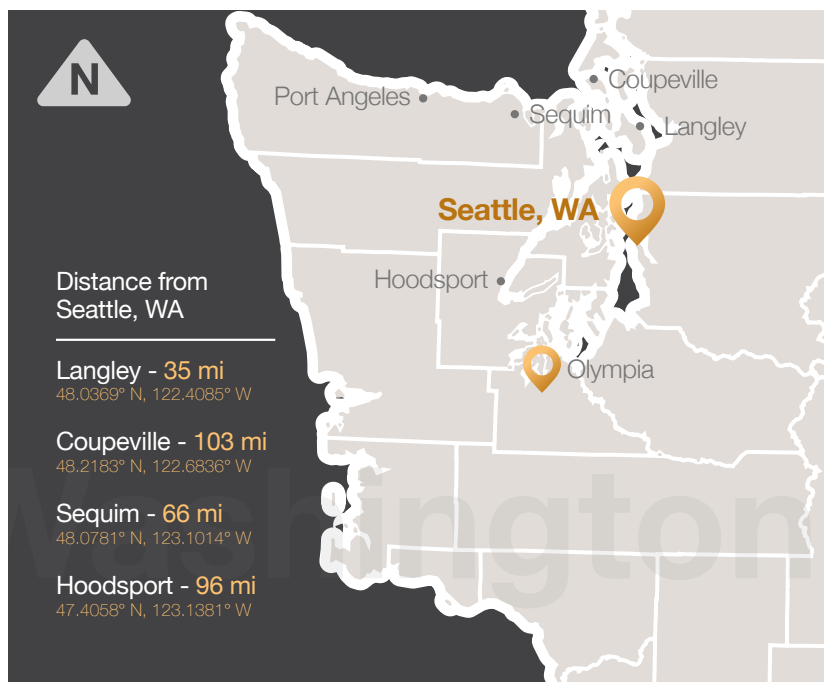 N
Port Angeles
Coupeville
Sequim
Langley
Seattle, WA
Hoodsport
Olympia
Distance from
Seattle, WA
Langley - 35 mi
48.0369° N, 122.4085° W
Coupeville - 103 mi
48.2183° N, 122.6836° W
Sequim - 66 mi
48.0781° N, 123.1014° W
Hoodsport - 96 mi
47.4058° N, 123.1381° W
Washington